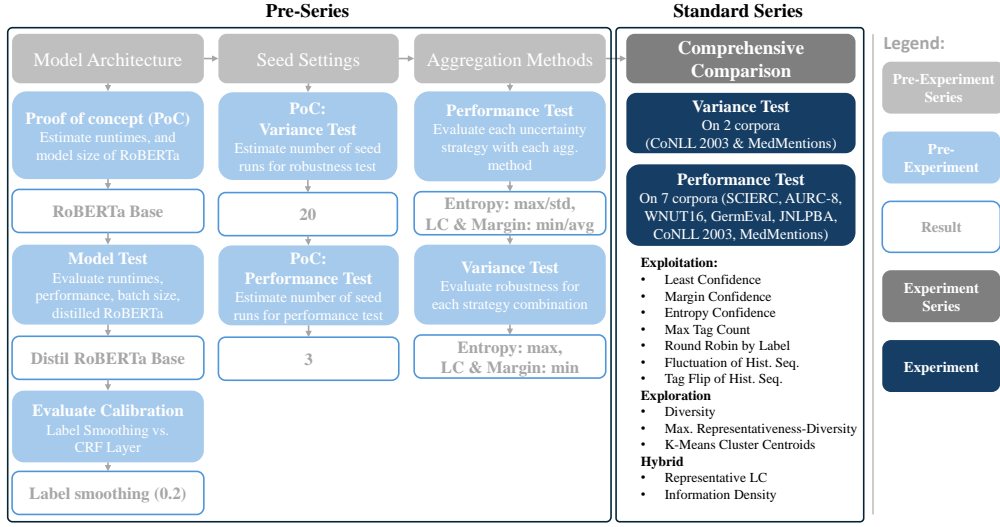 Pre-Series
Standard Series
Model Architecture
Proof of concept (PoC)
Estimate runtimes, and
model size of RoBERTa
RoBERTa Base
Model Test
Evaluate runtimes,
performance, batch size,
distilled RoBERTa
Distil RoBERTa Base
Evaluate Calibration
Label Smoothing vs.
CRF Layer
Label smoothing (0.2)
Seed Settings
PoC:
Variance Test
Estimate number of seed
runs for robustness test
20
PoC:
Performance Test
Estimate number of seed
runs for performance test
3
Aggregation Methods
Performance Test
Evaluate each uncertainty
strategy with each agg.
method
Entropy: max/std,
LC & Margin: min/avg
Variance Test
Evaluate robustness for
each strategy combination
Entropy: max,
LC & Margin: min
Comprehensive
Comparison
Variance Test
On 2 corpora
(CoNLL 2003 & MedMentions)
Performance Test
On 7 corpora (SCIERC, AURC-8,
WNUT16, GermEval, JNLPBA,
CoNLL 2003, MedMentions)
Exploitation:
• Least Confidence
• Margin Confidence
• Entropy Confidence
• Max Tag Count
• Round Robin by Label
• Fluctuation of Hist. Seq.
• Tag Flip of Hist. Seq.
Exploration
• Diversity
• Max. Representativeness-Diversity
• K-Means Cluster Centroids
Hybrid
• Representative LC
• Information Density
Legend:
Pre-Experiment
Series
Pre-
Experiment
Result
Experiment
Series
Experiment